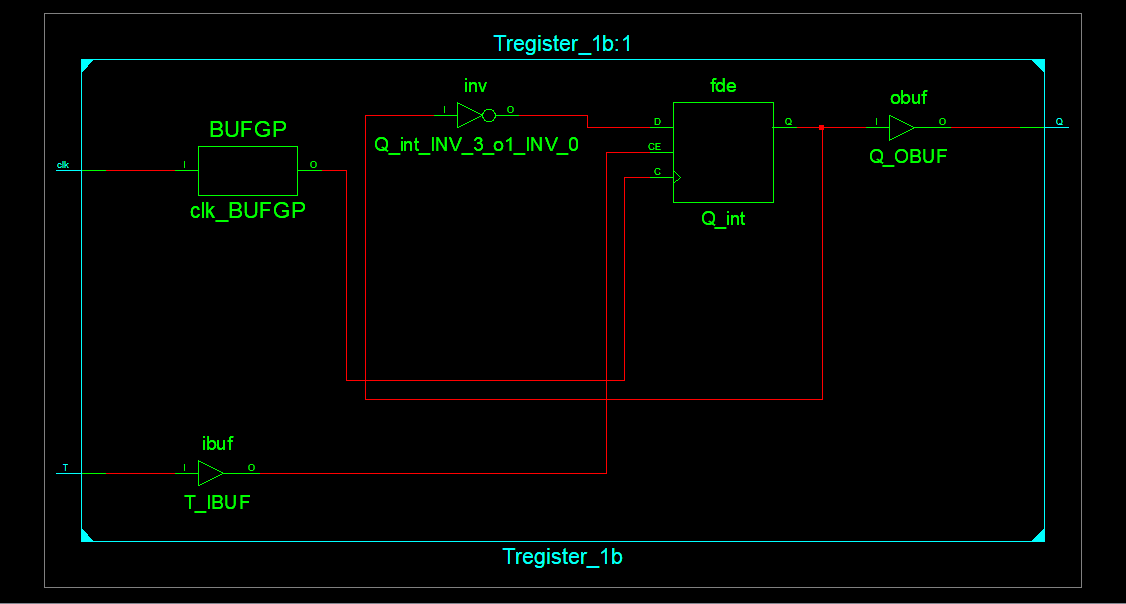 Tregister_1b:1
inv
fde
obuf
I
O
D
Q
I
O
Q
BUFGP
Q_int_INV_3_o1_INV_0
CE
Q_OBUF
clk
I
O
C
clk_BUFGP
Q_int
ibuf
T
I
O
T_IBUF
Tregister_1b